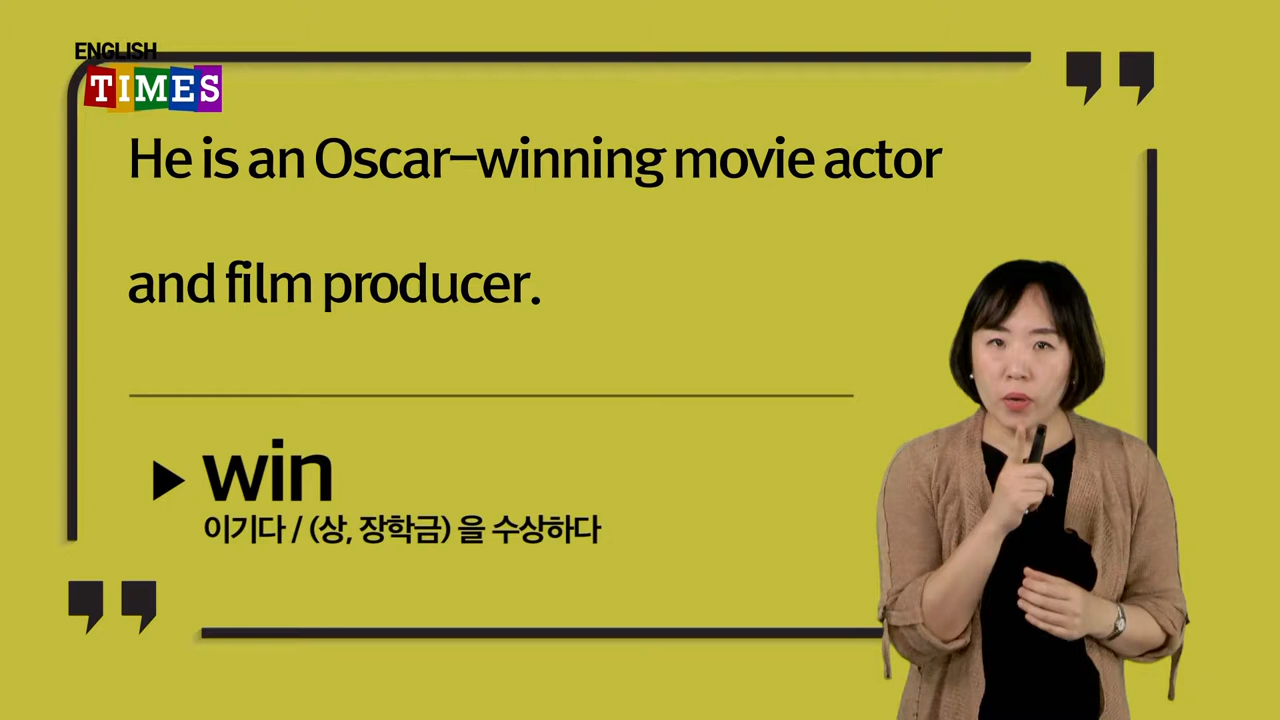 ENGLISH
TIMES
He is an Oscar-winning movie actor
and film producer.
▶ win
이기다 / (상, 장학금) 을 수상하다